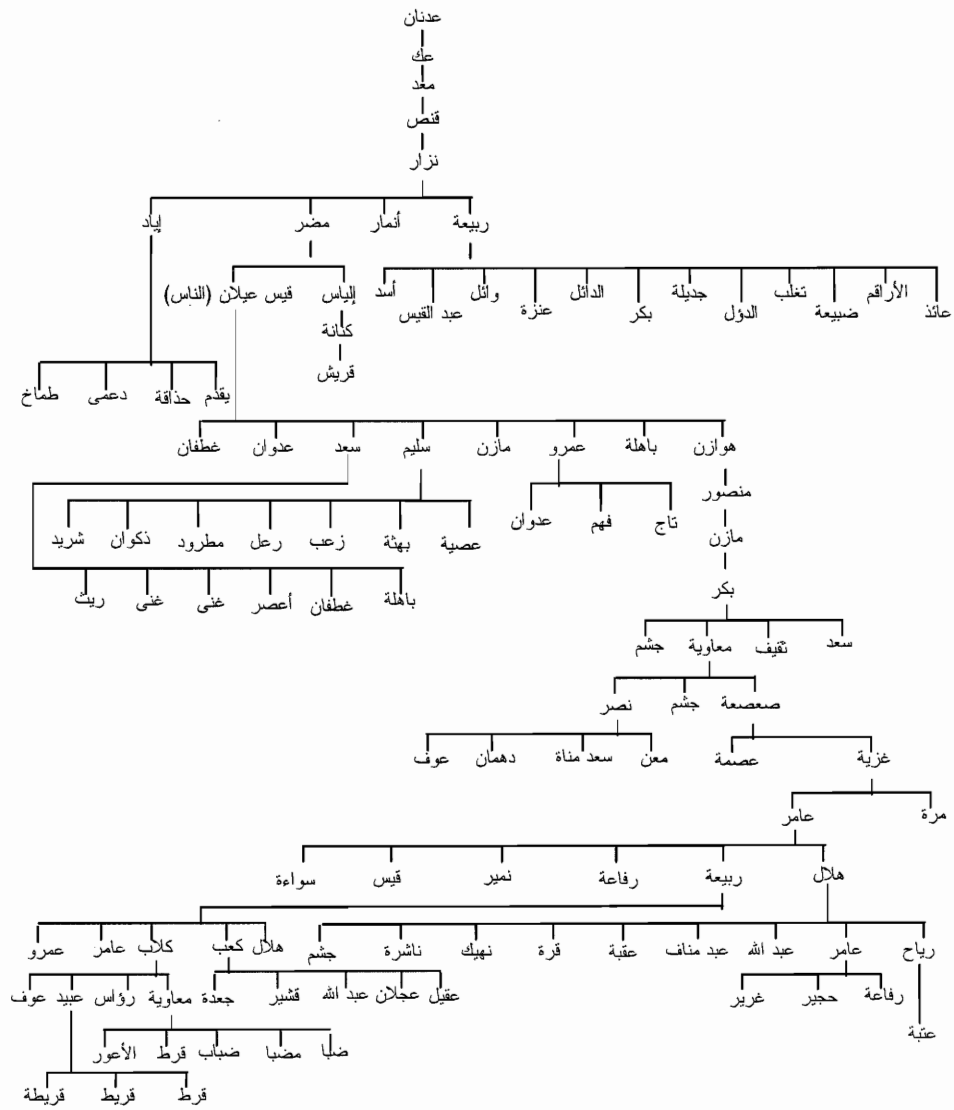 عدنان
عك
معد
قنص
نزار
ربيعة أنمار مضر إياد
عائذ الأراقم ضبيعة تغلب الدؤل جديلة بكر الدائل عنزة وائل عبد القيس أسد
إلياس قيس عيلان (الناس)
كنانة
قريش
يقدم حذاقة دعمى طماخ
هوازن باهلة عمرو مازن سليم سعد عدوان غطفان
منصور
تاج فهم عدوان
عصية بهثة زعب رعل مطرود ذكوان شريد
مازن
باهلة غطفان أعصر غنى غنى ريث
بكر
سعد ثقيف معاوية جشم
صعصعة جشم نصر
معن سعد مناة دهمان عوف
غزية عصمة
مرة عامر
هلال ربيعة رفاعة نمير قيس سواءة
رياح عامر عبد الله عبد مناف عقبة قرة نهيك ناشرة جشم
هلال كعب كلاب عامر عمرو
رفاعة حجير غرير
عقيل عجلان عبد الله قشير جعدة
معاوية رؤاس عبيد عوف
عتبة
ضبا مضبا ضباب قرط الأعور
قرط قريط قريطة